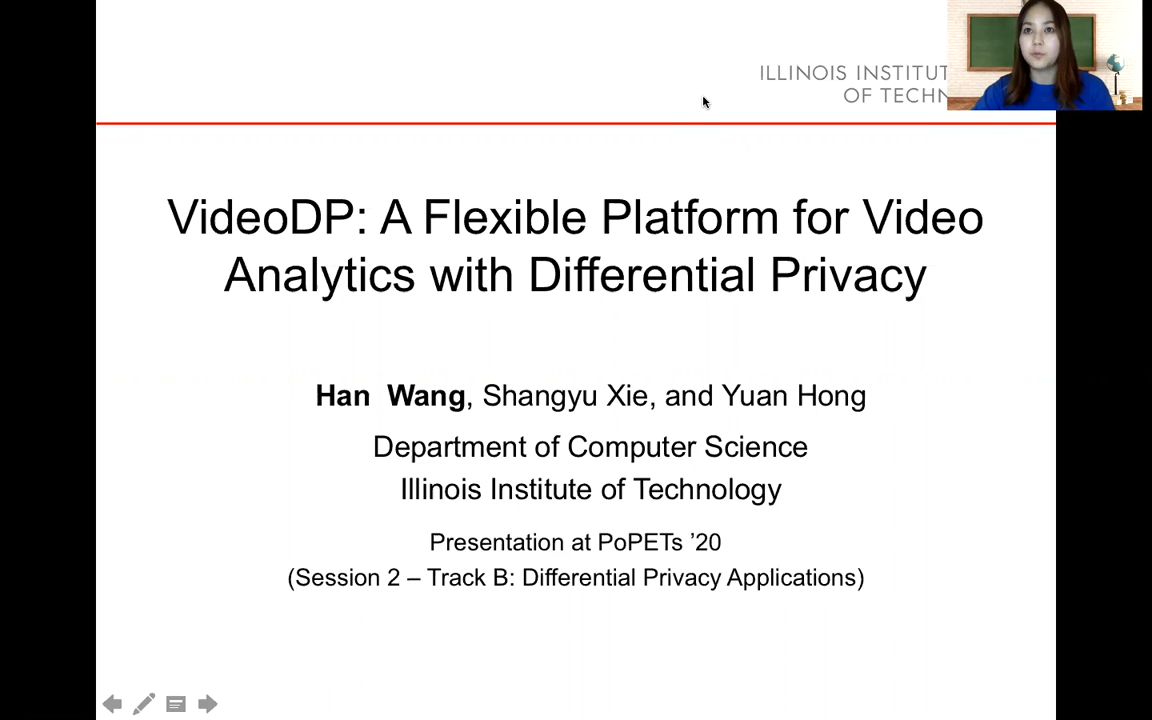 ILLINOIS INSTITUT
OF TECHN
VideoDP: A Flexible Platform for Video
Analytics with Differential Privacy
Han Wang, Shangyu Xie, and Yuan Hong
Department of Computer Science
Illinois Institute of Technology
Presentation at PoPETs ’20
(Session 2 – Track B: Differential Privacy Applications)